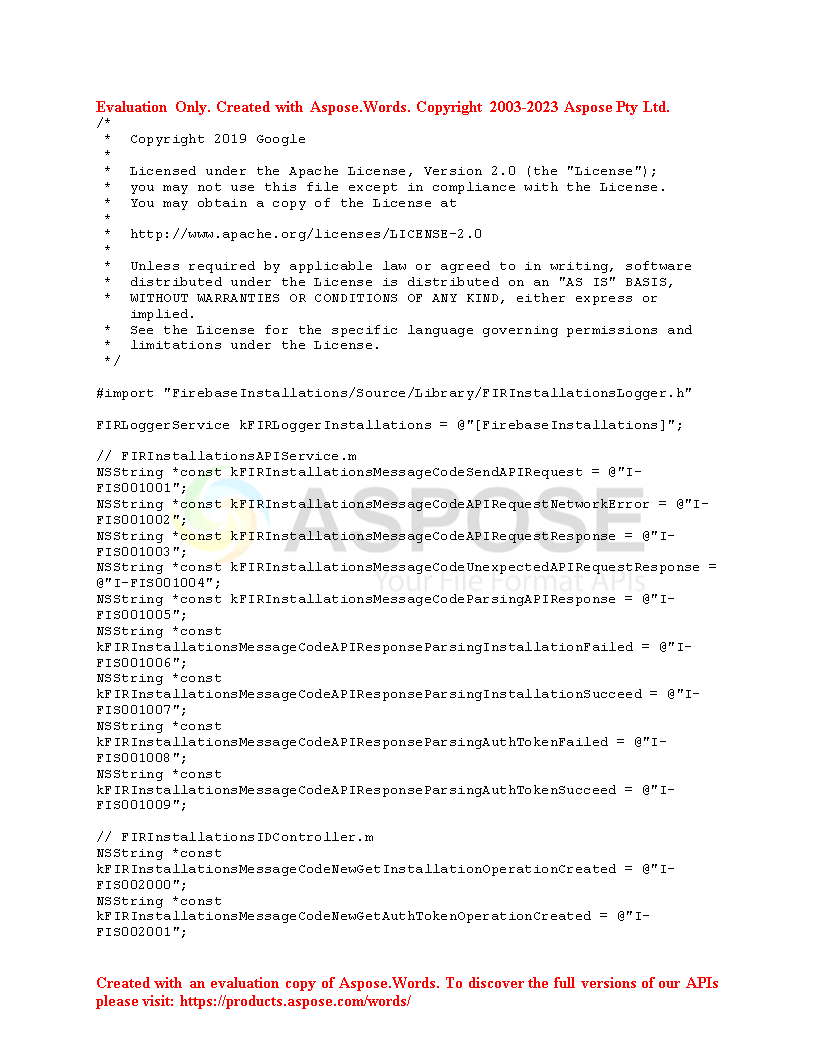 Evaluation Only. Created with Aspose.Words. Copyright 2003-2023 Aspose Pty Ltd.
/*
 *  Copyright 2019 Google
 *
 *  Licensed under the Apache License, Version 2.0 (the "License");
 *  you may not use this file except in compliance with the License.
 *  You may obtain a copy of the License at
 *
 *  http://www.apache.org/licenses/LICENSE-2.0
 *
 *  Unless required by applicable law or agreed to in writing, software
 *  distributed under the License is distributed on an "AS IS" BASIS,
 *  WITHOUT WARRANTIES OR CONDITIONS OF ANY KIND, either express or
    implied.
 *  See the License for the specific language governing permissions and
 *  limitations under the License.
 */

#import "FirebaseInstallations/Source/Library/FIRInstallationsLogger.h"

FIRLoggerService kFIRLoggerInstallations = @"[FirebaseInstallations]";

// FIRInstallationsAPIService.m
NSString *const kFIRInstallationsMessageCodeSendAPIRequest = @"I-
FIS001001";
NSString *const kFIRInstallationsMessageCodeAPIRequestNetworkError = @"I-
FIS001002";
NSString *const kFIRInstallationsMessageCodeAPIRequestResponse = @"I-
FIS001003";
NSString *const kFIRInstallationsMessageCodeUnexpectedAPIRequestResponse =
@"I-FIS001004";
NSString *const kFIRInstallationsMessageCodeParsingAPIResponse = @"I-
FIS001005";
NSString *const
kFIRInstallationsMessageCodeAPIResponseParsingInstallationFailed = @"I-
FIS001006";
NSString *const
kFIRInstallationsMessageCodeAPIResponseParsingInstallationSucceed = @"I-
FIS001007";
NSString *const
kFIRInstallationsMessageCodeAPIResponseParsingAuthTokenFailed = @"I-
FIS001008";
NSString *const
kFIRInstallationsMessageCodeAPIResponseParsingAuthTokenSucceed = @"I-
FIS001009";

// FIRInstallationsIDController.m
NSString *const
kFIRInstallationsMessageCodeNewGetInstallationOperationCreated = @"I-
FIS002000";
NSString *const
kFIRInstallationsMessageCodeNewGetAuthTokenOperationCreated = @"I-
FIS002001";
ASPOSE
Your File Format APIs
Created with an evaluation copy of Aspose.Words. To discover the full versions of our APIs
please visit: https://products.aspose.com/words/